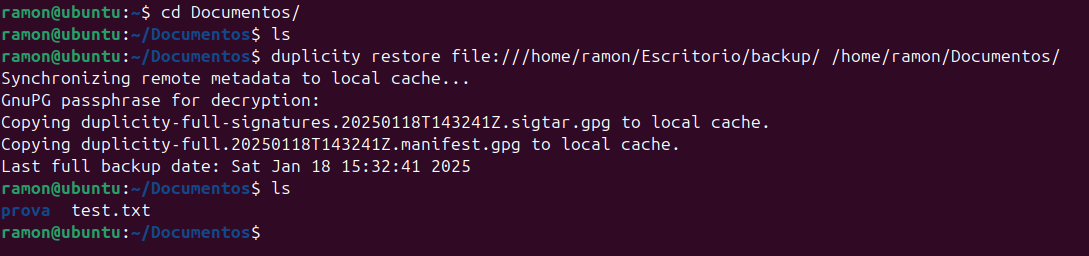 ramon@ubuntu:~$ cd Documentos/
ramon@ubuntu:~/Documentos$ ls
ramon@ubuntu:~/Documentos$ duplicity restore file:///home/ramon/Escritorio/backup/ /home/ramon/Documentos/
Synchronizing remote metadata to local cache...
GnuPG passphrase for decryption:
Copying duplicity-full-signatures.20250118T143241Z.sigtar.gpg to local cache.
Copying duplicity-full.20250118T143241Z.manifest.gpg to local cache.
Last full backup date: Sat Jan 18 15:32:41 2025
ramon@ubuntu:~/Documentos$ ls
prova  test.txt
ramon@ubuntu:~/Documentos$